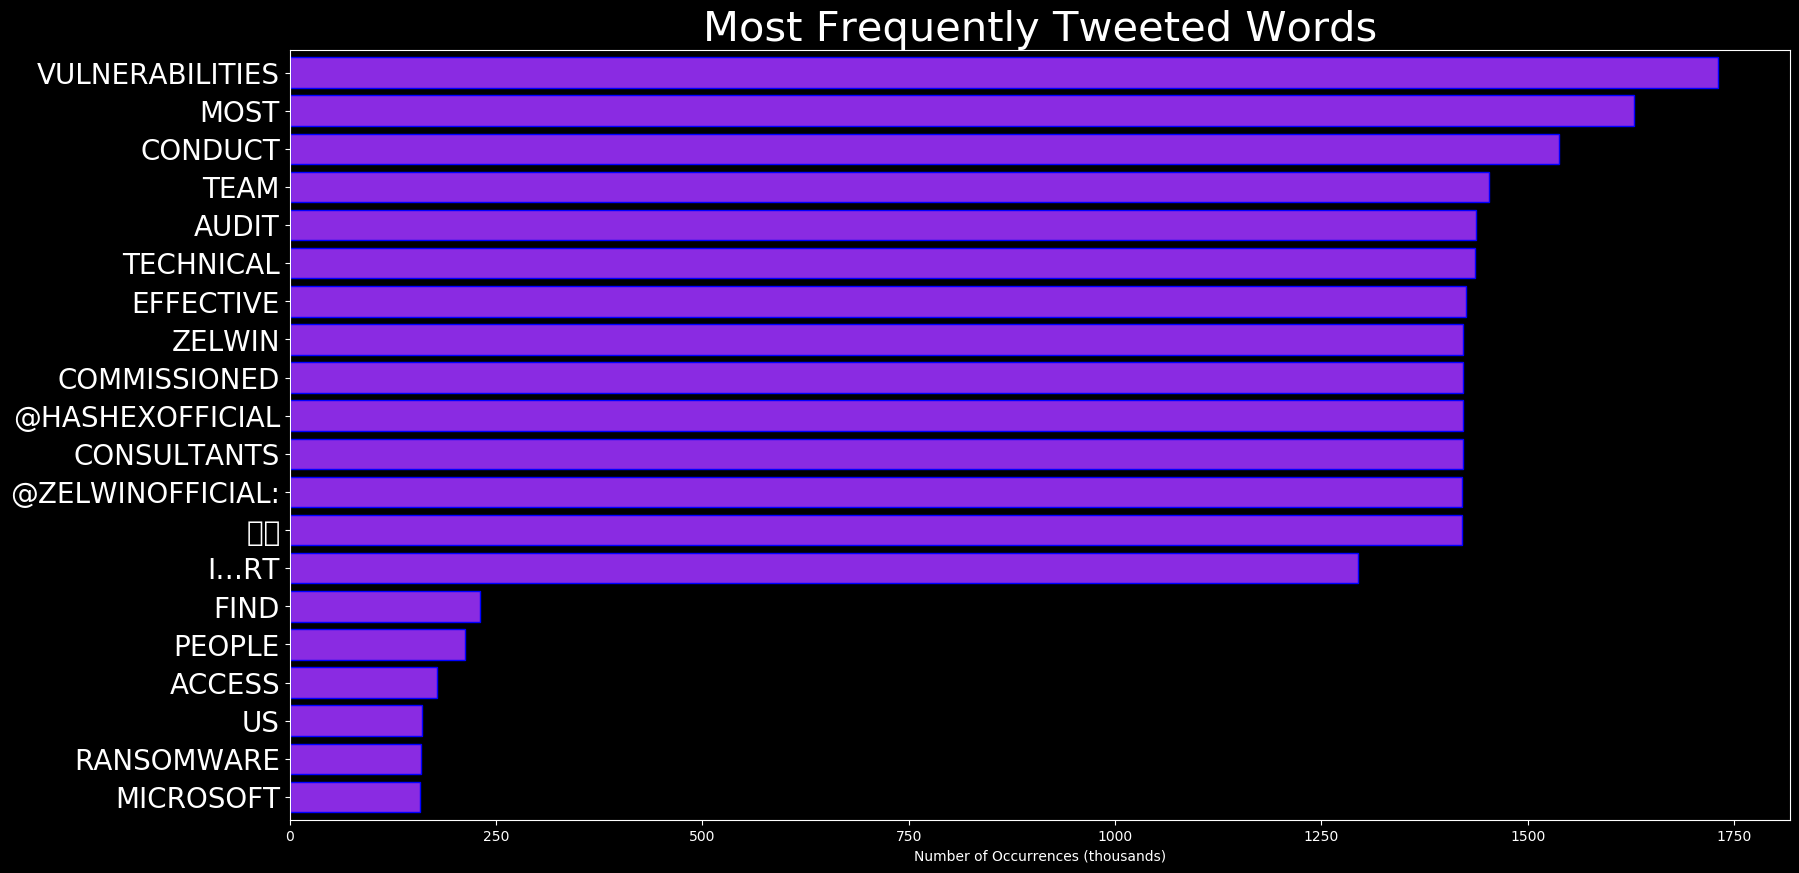 Most Frequently Tweeted Words
VULNERABILITIES
MOST
CONDUCT
TEAM
AUDIT
TECHNICAL
EFFECTIVE
ZELWIN
COMMISSIONED
@HASHEXOFFICIAL
CONSULTANTS
@ZELWINOFFICIAL:
I...RT
FIND
PEOPLE
ACCESS
US
RANSOMWARE
MICROSOFT
0 250 500 750 1000 1250 1500 1750
Number of Occurrences (thousands)